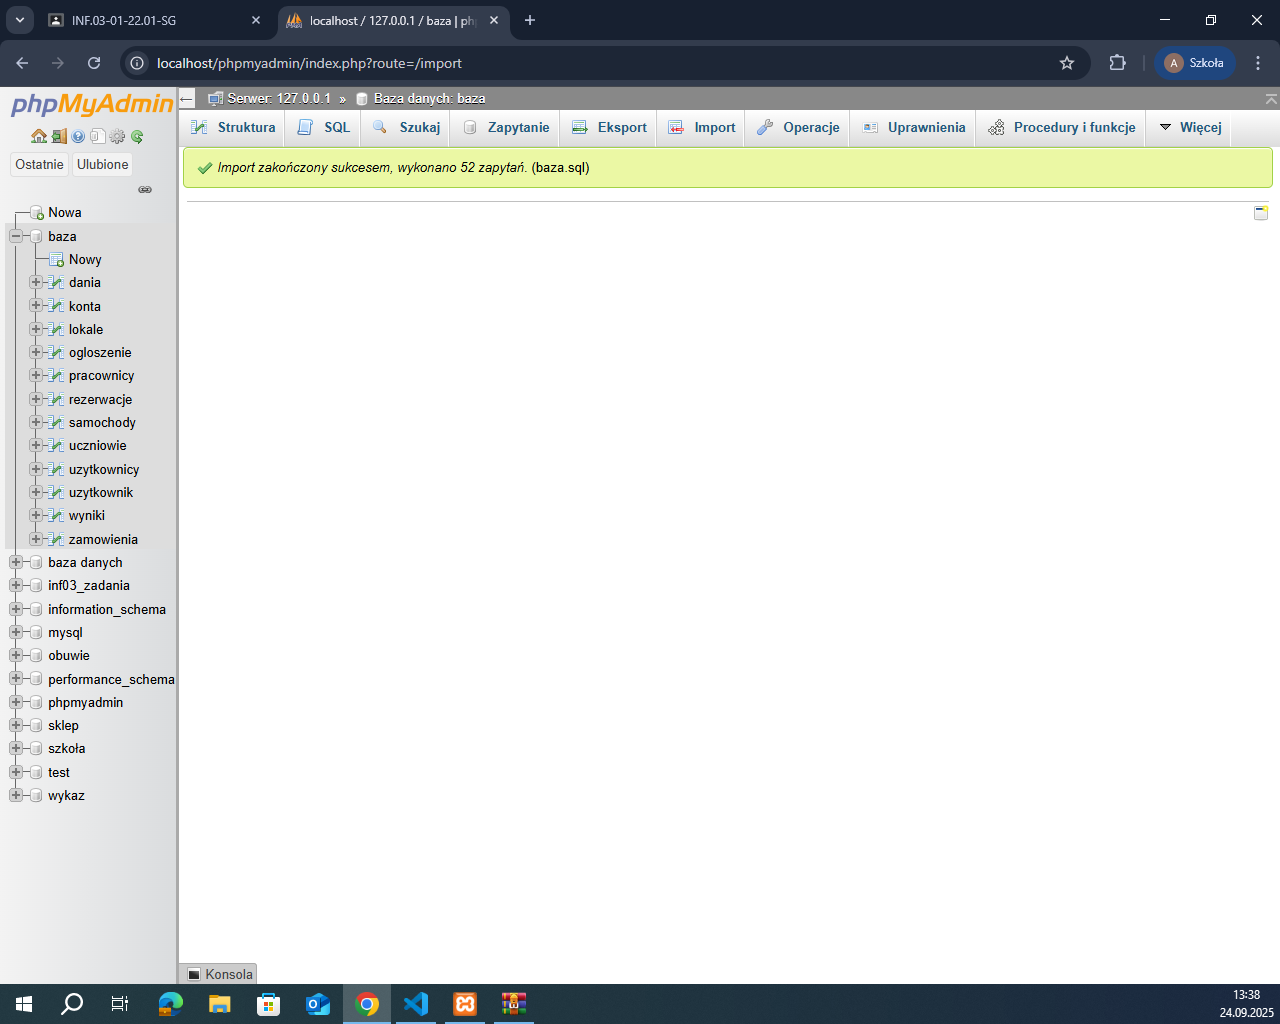 INF.03-01-22.01-SG
localhost / 127.0.0.1 / baza | ph
localhost/phpmyadmin/index.php?route=/import
A Szkoła
phpMyAdmin
Ostatnie Ulubione
Nowa
baza
Nowy
dania
konta
lokale
ogloszenie
pracownicy
rezerwacje
samochody
uczniowie
uzytkownicy
uzytkownik
wyniki
zamowienia
baza danych
inf03_zadania
information_schema
mysql
obuwie
performance_schema
phpmyadmin
sklep
szkoła
test
wykaz
Serwer: 127.0.0.1 » Baza danych: baza
Struktura SQL Szukaj Zapytanie Eksport Import Operacje Uprawnienia Procedury i funkcje Więcej
Import zakończony sukcesem, wykonano 52 zapytań. (baza.sql)
Konsola
13:38
24.09.2025